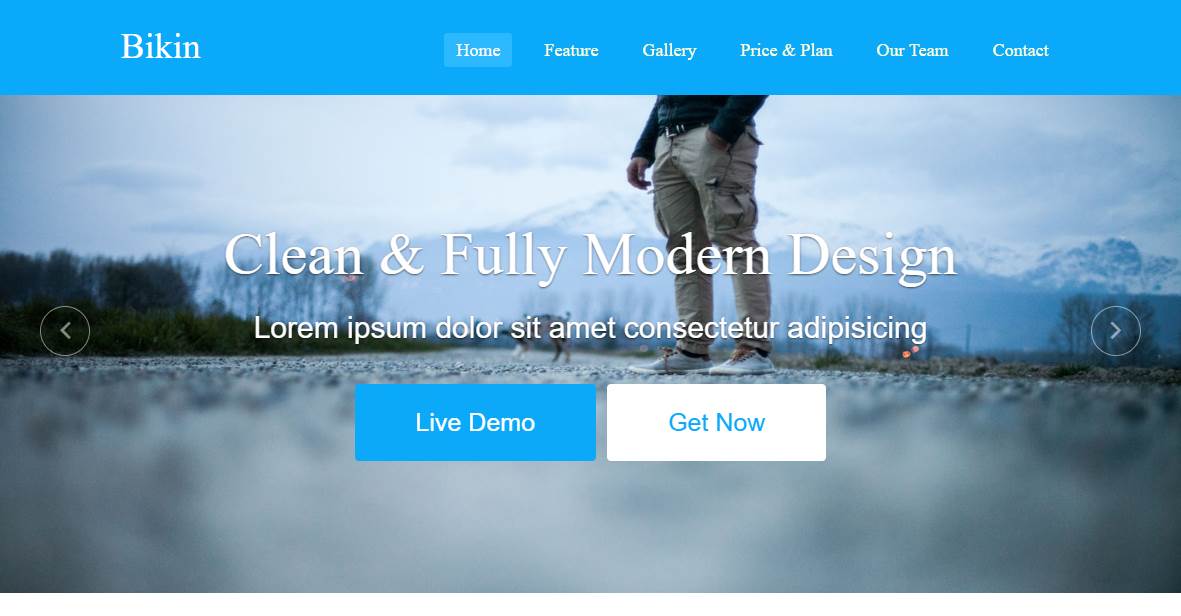 Bikin
Home Feature Gallery Price & Plan Our Team Contact
Clean & Fully Modern Design
Lorem ipsum dolor sit amet consectetur adipisicing
Live Demo Get Now